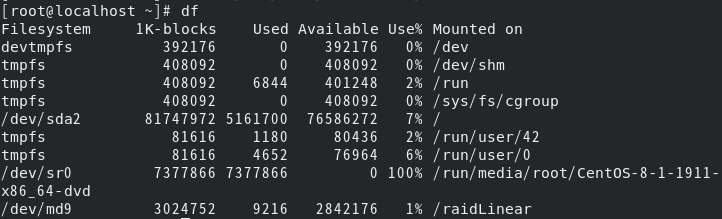 [root@localhost ~]# df
Filesystem     1K-blocks    Used Available Use% Mounted on
devtmpfs          392176       0    392176   0% /dev
tmpfs             408092       0    408092   0% /dev/shm
tmpfs             408092    6844    401248   2% /run
tmpfs             408092       0    408092   0% /sys/fs/cgroup
/dev/sda2       81747972 5161700  76586272   7% /
tmpfs              81616    1180     80436   2% /run/user/42
tmpfs              81616    4652     76964   6% /run/user/0
/dev/sr0         7377866 7377866         0 100% /run/media/root/CentOS-8-1-1911-
x86_64-dvd
/dev/md9         3024752    9216   2842176   1% /raidLinear